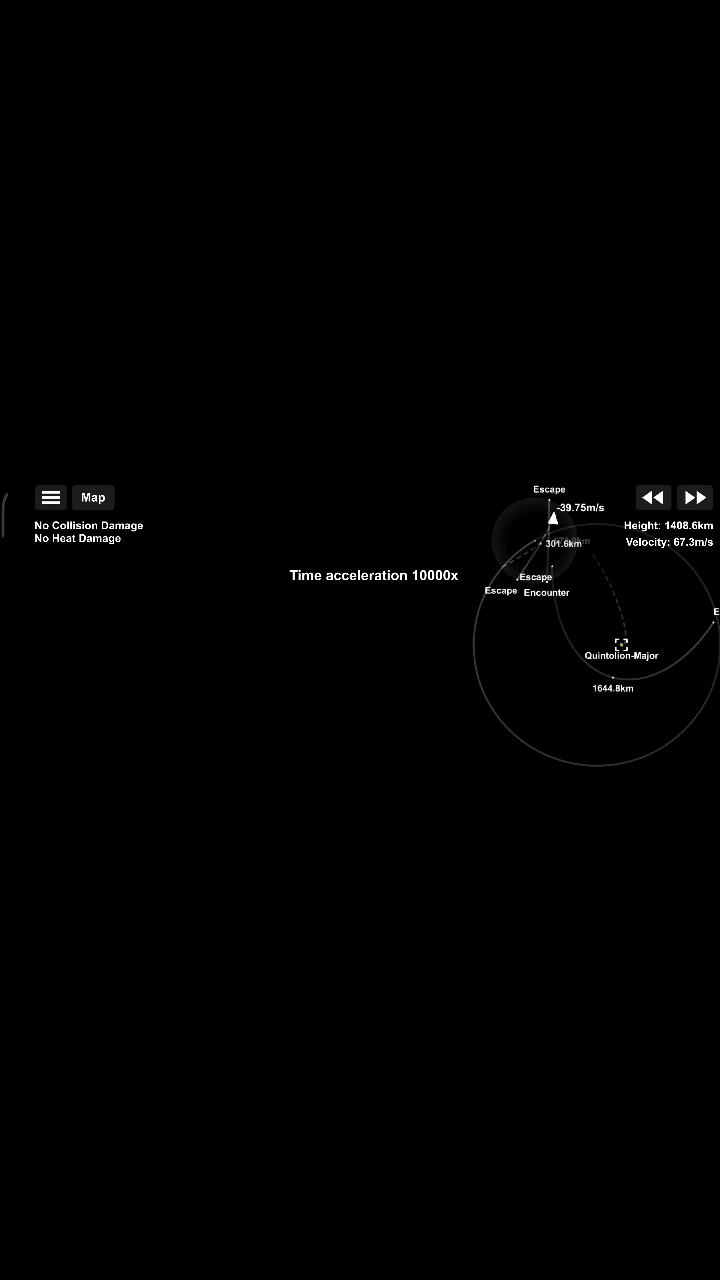 Escape
Map
-39.75m/s
No Collision Damage
Height: 1408.6km
No Heat Damage
Velocity: 67.3m/s
301.6km
Time acceleration 10000x
Escape
Escape
Encounter
E
Quintolion-Major
1644.8km